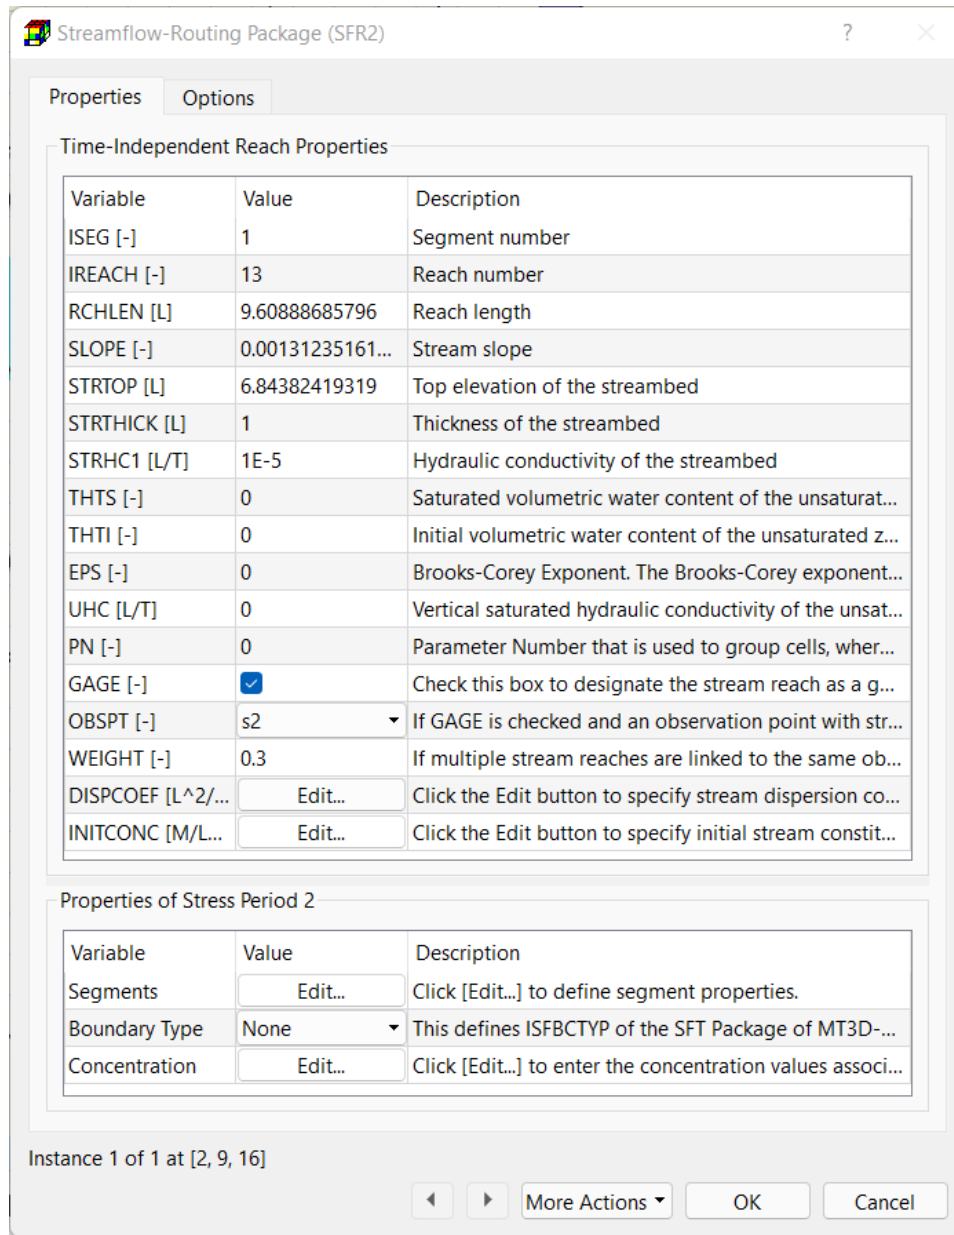 Streamflow-Routing Package (SFR2) ?
Properties Options
Time-Independent Reach Properties
Variable Value Description
ISEG [-] 1 Segment number
IREACH [-] 13 Reach number
RCHLEN [L] 9.60888685796 Reach length
SLOPE [-] 0.00131235161... Stream slope
STRTOP [L] 6.84382419319 Top elevation of the streambed
STRTHICK [L] 1 Thickness of the streambed
STRHC1 [L/T] 1E-5 Hydraulic conductivity of the streambed
THTS [-] 0 Saturated volumetric water content of the unsaturat...
THTI [-] 0 Initial volumetric water content of the unsaturated z...
EPS [-] 0 Brooks-Corey Exponent. The Brooks-Corey exponent...
UHC [L/T] 0 Vertical saturated hydraulic conductivity of the unsat...
PN [-] 0 Parameter Number that is used to group cells, wher...
GAGE [-] Check this box to designate the stream reach as a g...
OBSPT [-] s2 If GAGE is checked and an observation point with str...
WEIGHT [-] 0.3 If multiple stream reaches are linked to the same ob...
DISPCOEF [L^2/... Edit... Click the Edit button to specify stream dispersion co...
INITCONC [M/L... Edit... Click the Edit button to specify initial stream constit...
Properties of Stress Period 2
Variable Value Description
Segments Edit... Click [Edit...] to define segment properties.
Boundary Type None This defines ISFBCTYP of the SFT Package of MT3D-...
Concentration Edit... Click [Edit...] to enter the concentration values associ...
Instance 1 of 1 at [2, 9, 16]
More Actions OK Cancel